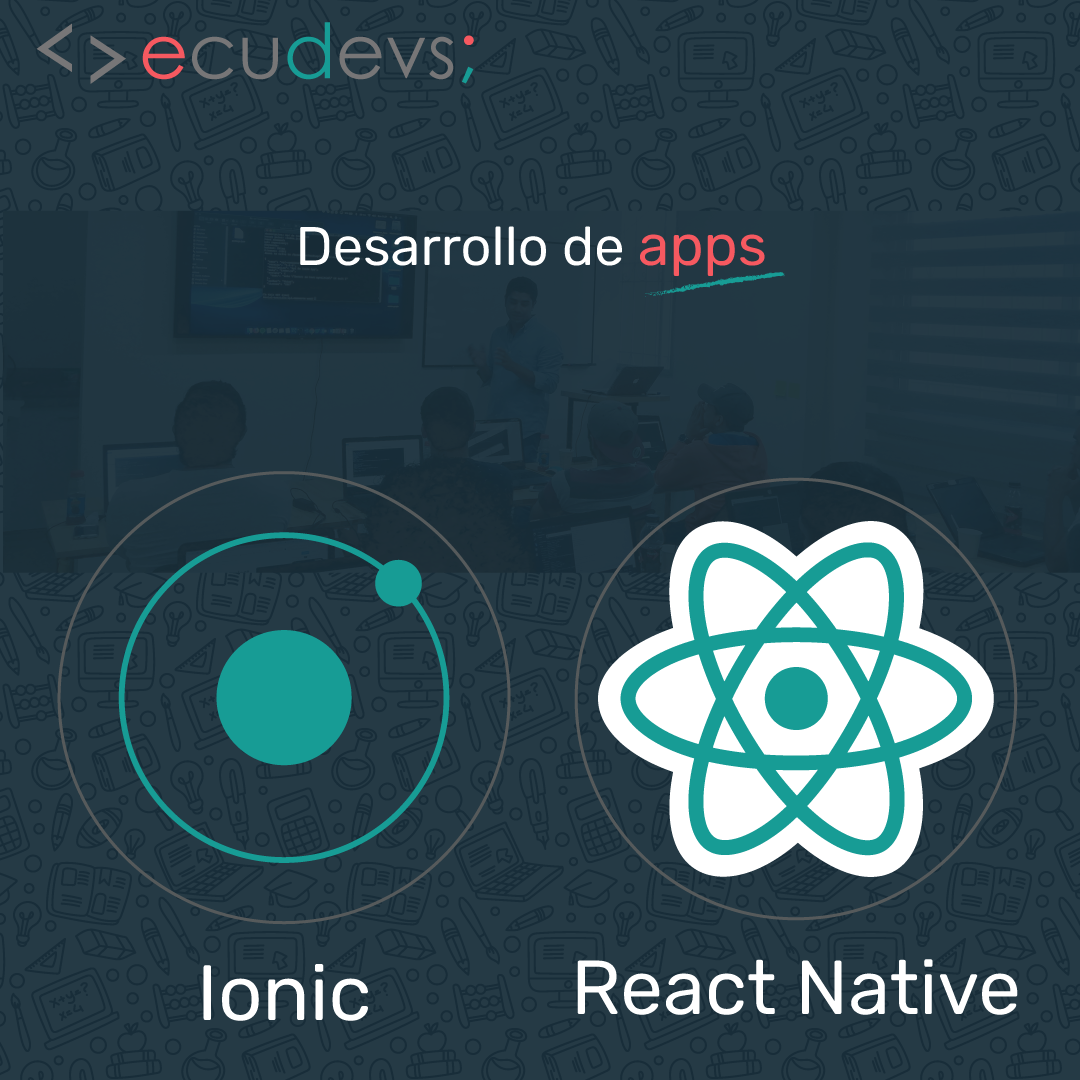 <> ecudevs;
Desarrollo de apps
Ionic
React Native